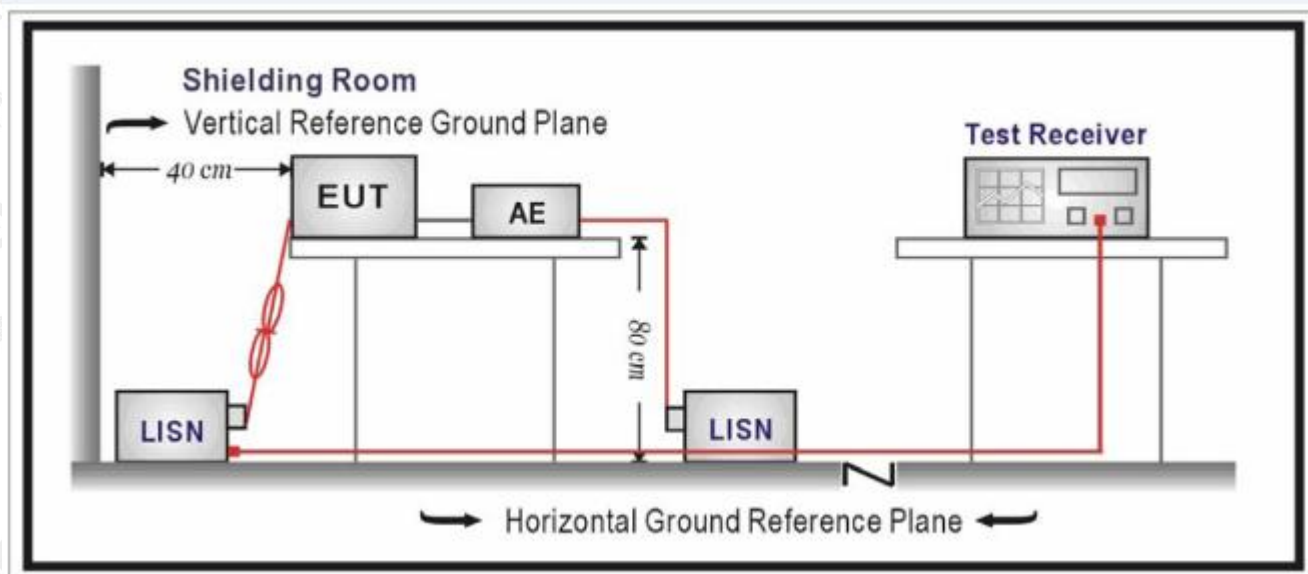 Shielding Room
Vertical Reference Ground Plane
Test Receiver
40 cm
EUT
AE
80 cm
LISN
LISN
Horizontal Ground Reference Plane